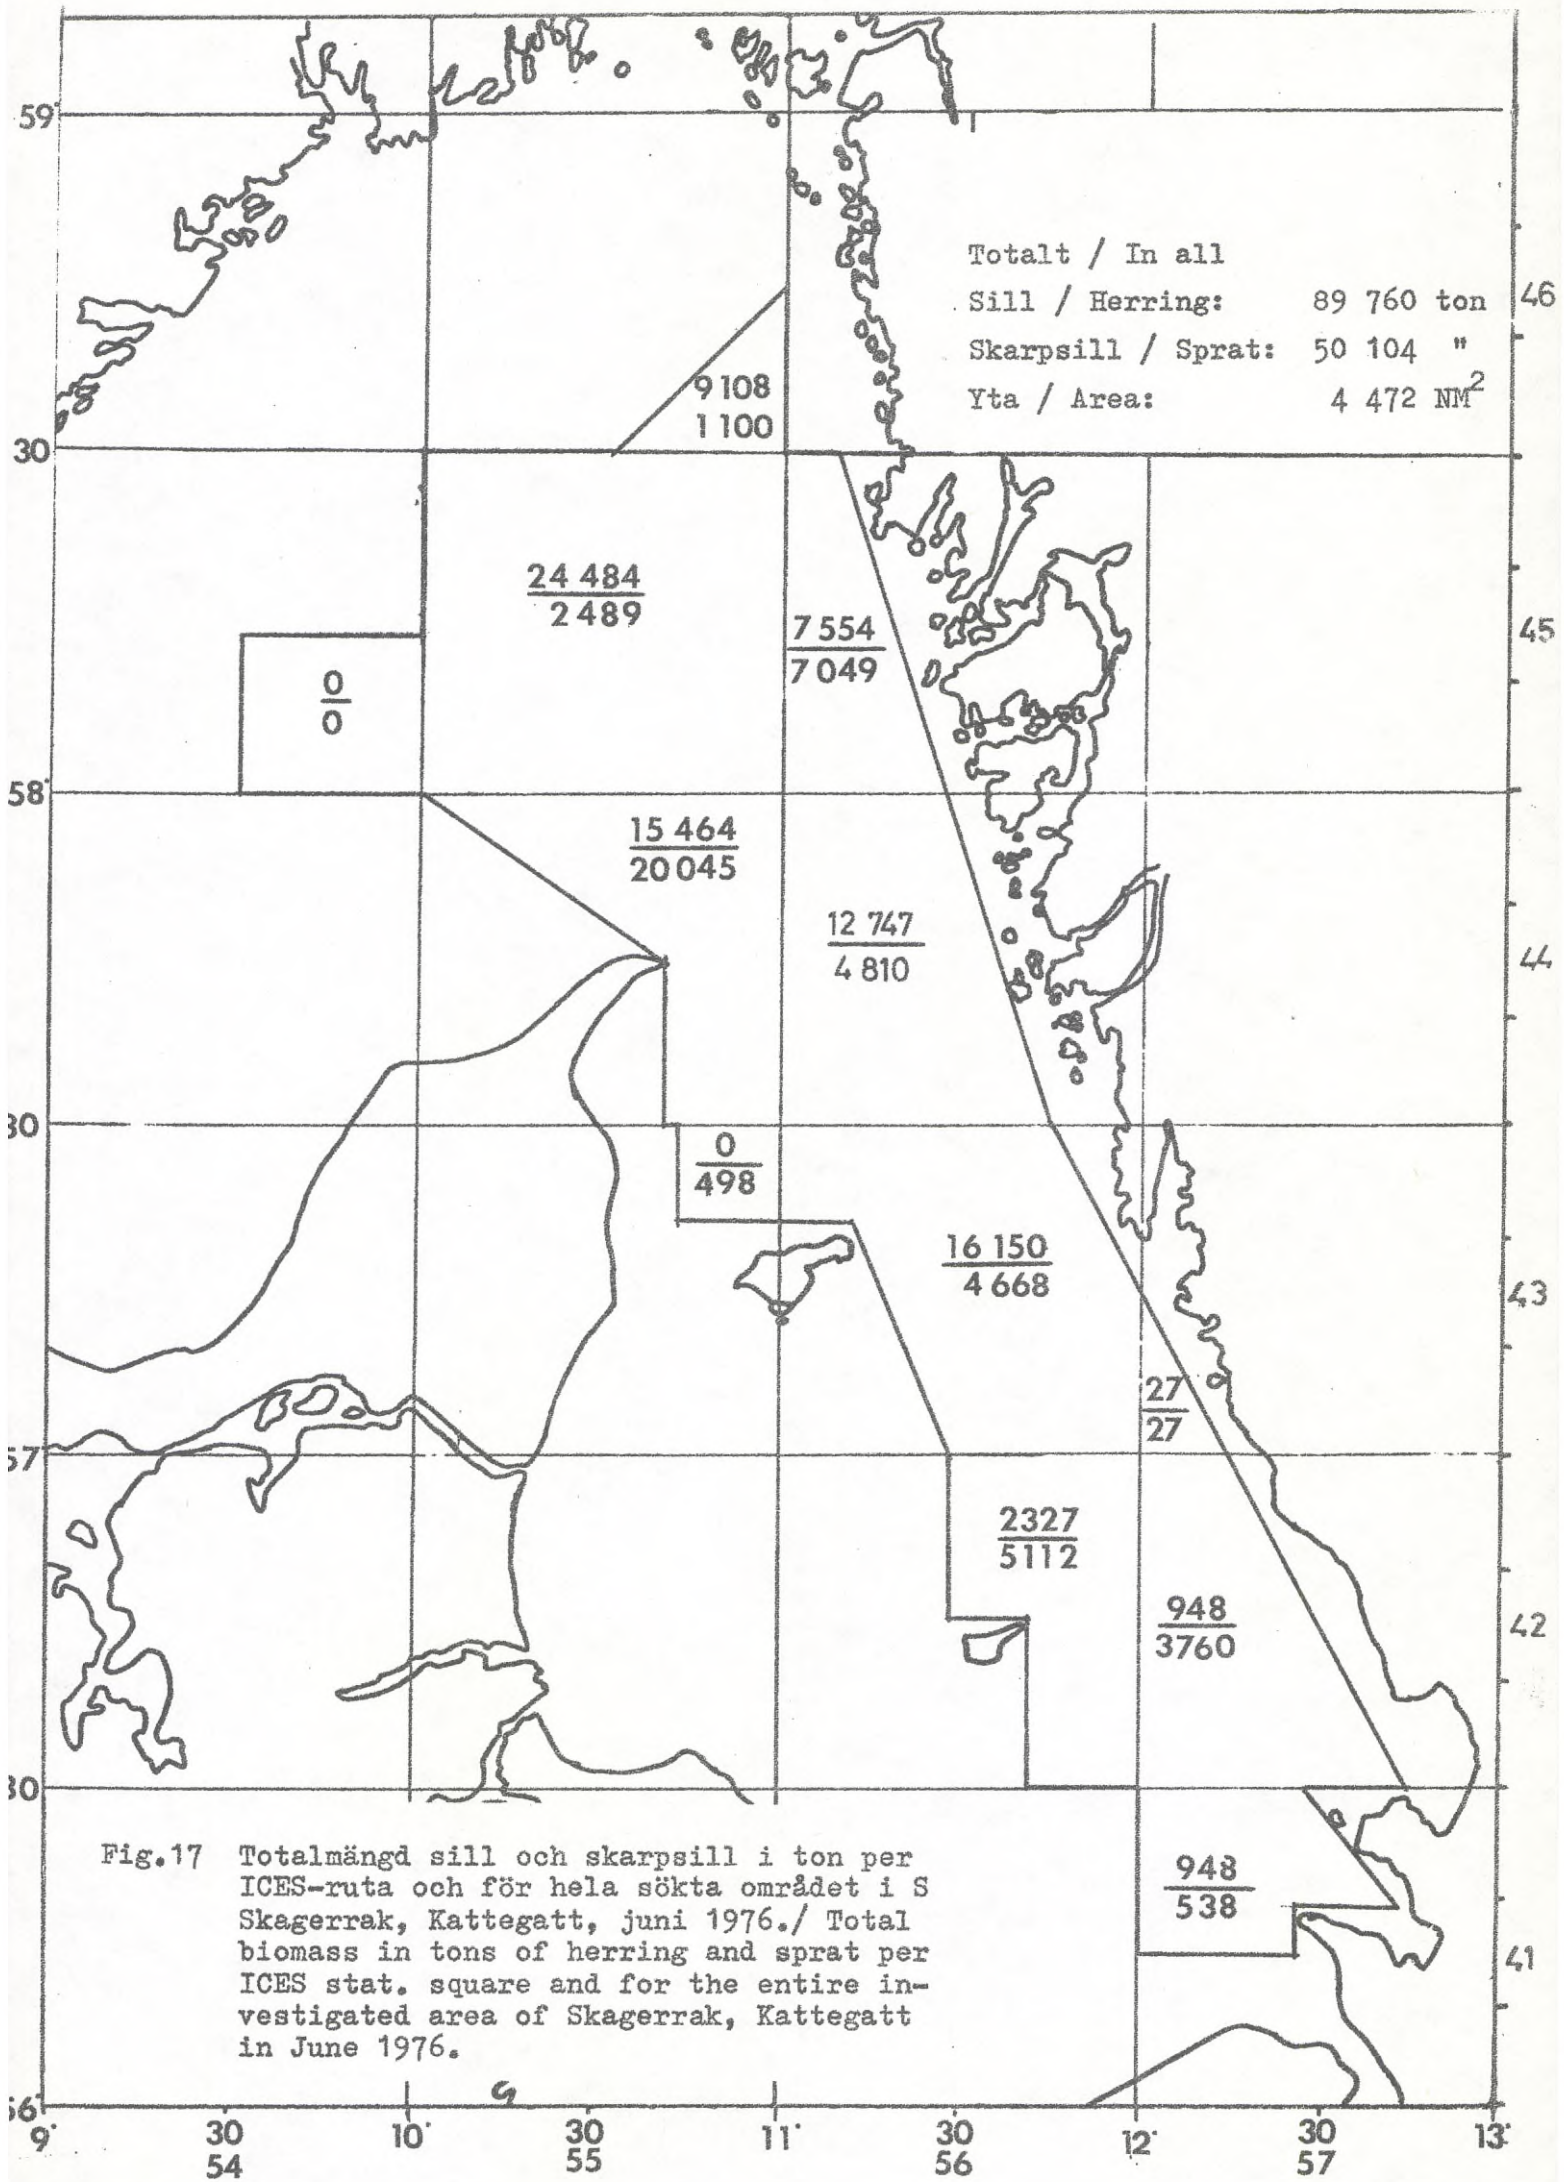 59°
Totalt / In all
Sill / Herring: 89 760 ton
46
Skarpsill / Sprat: 50 104 "
9 108
1 100
Yta / Area: 4 472 NM2
30
24 484
2 489
7 554
7 049
45
0
0
58°
15 464
20 045
12 747
4 810
44
30
0
498
16 150
4 668
43
27
27
57
2327
5112
948
3760
42
30
Fig.17 Totalmängd sill och skarpsill i ton per
ICES-ruta och för hela sökta området i S
Skagerrak, Kattegatt, juni 1976./ Total
biomass in tons of herring and sprat per
ICES stat. square and for the entire in-
vestigated area of Skagerrak, Kattegatt
in June 1976.
948
538
41
56°
9° 30 10° 30 11° 30 12° 30 13°
54 55 56 57